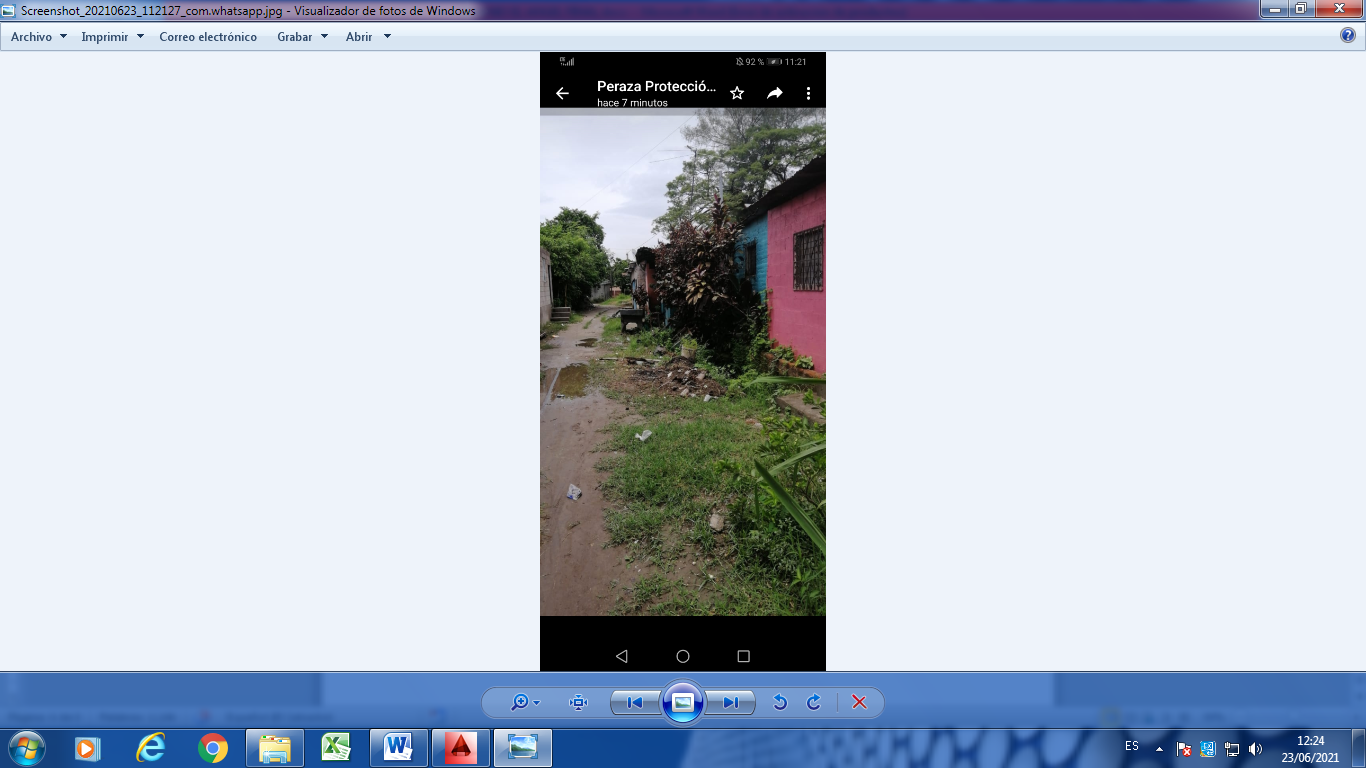 Screenshot_20210623_112127_com.whatsapp.jpg - Visualizador de fotos de Windows
Archivo Imprimir Correo electrónico Grabar Abrir
92 % 11:21
Peraza Protecció...
hace 7 minutos
ES
12:24
23/06/2021